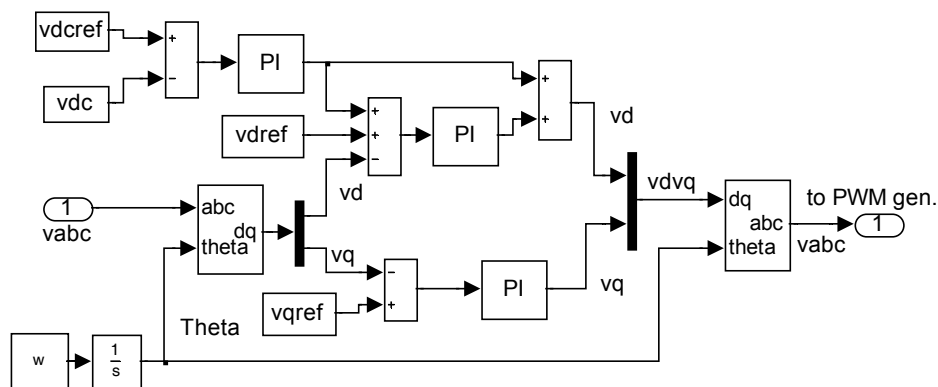 vdcref
+
−
PI
vdc
+
+
vd
vdref
+
+
−
PI
vd
vdvq
to PWM gen.
1
vabc
abc
dq
theta
vq
−
+
PI
vq
vqref
dq
abc
theta
vabc
1
Theta
w
1
s